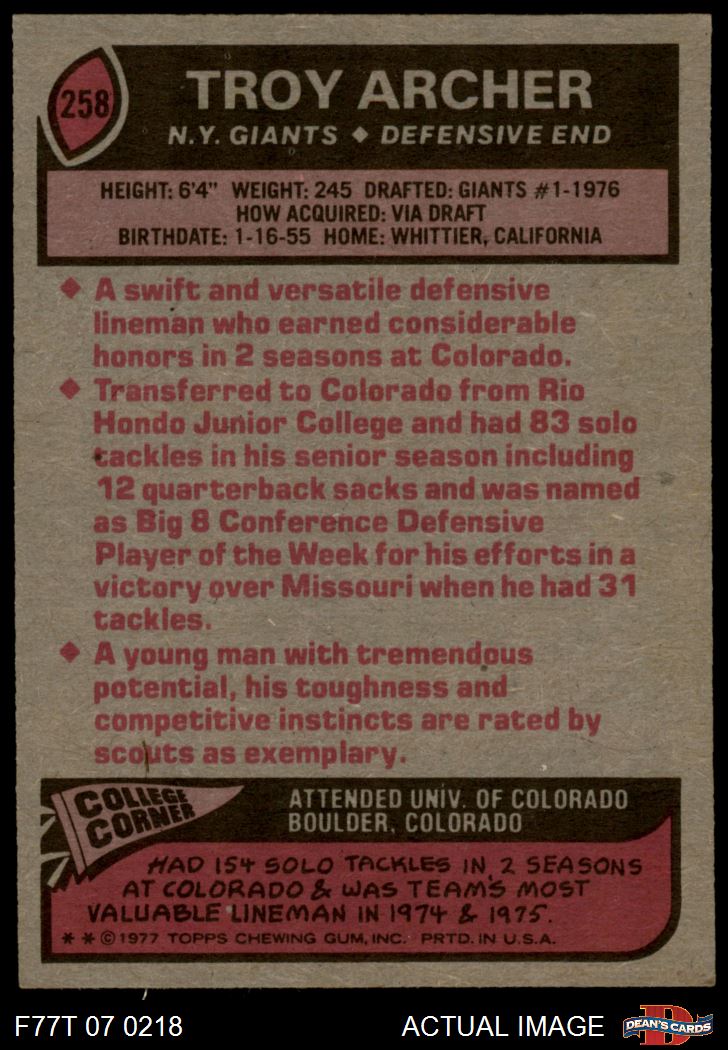 258
TROY ARCHER
N.Y. GIANTS ◆ DEFENSIVE END
HEIGHT: 6'4" WEIGHT: 245 DRAFTED: GIANTS #1-1976
HOW ACQUIRED: VIA DRAFT
BIRTHDATE: 1-16-55 HOME: WHITTIER, CALIFORNIA
◆ A swift and versatile defensive
lineman who earned considerable
honors in 2 seasons at Colorado.
◆ Transferred to Colorado from Rio
Hondo Junior College and had 83 solo
tackles in his senior season including
12 quarterback sacks and was named
as Big 8 Conference Defensive
Player of the Week for his efforts in a
victory over Missouri when he had 31
tackles.
◆ A young man with tremendous
potential, his toughness and
competitive instincts are rated by
scouts as exemplary.
COLLEGE
CORNER
ATTENDED UNIV. OF COLORADO
BOULDER, COLORADO
HAD 154 SOLO TACKLES IN 2 SEASONS
AT COLORADO & WAS TEAM'S MOST
VALUABLE LINEMAN IN 1974 & 1975.
* * © 1977 TOPPS CHEWING GUM, INC. PRTD. IN U.S.A.
F77T 07 0218
ACTUAL IMAGE
D
DEAN'S CARDS